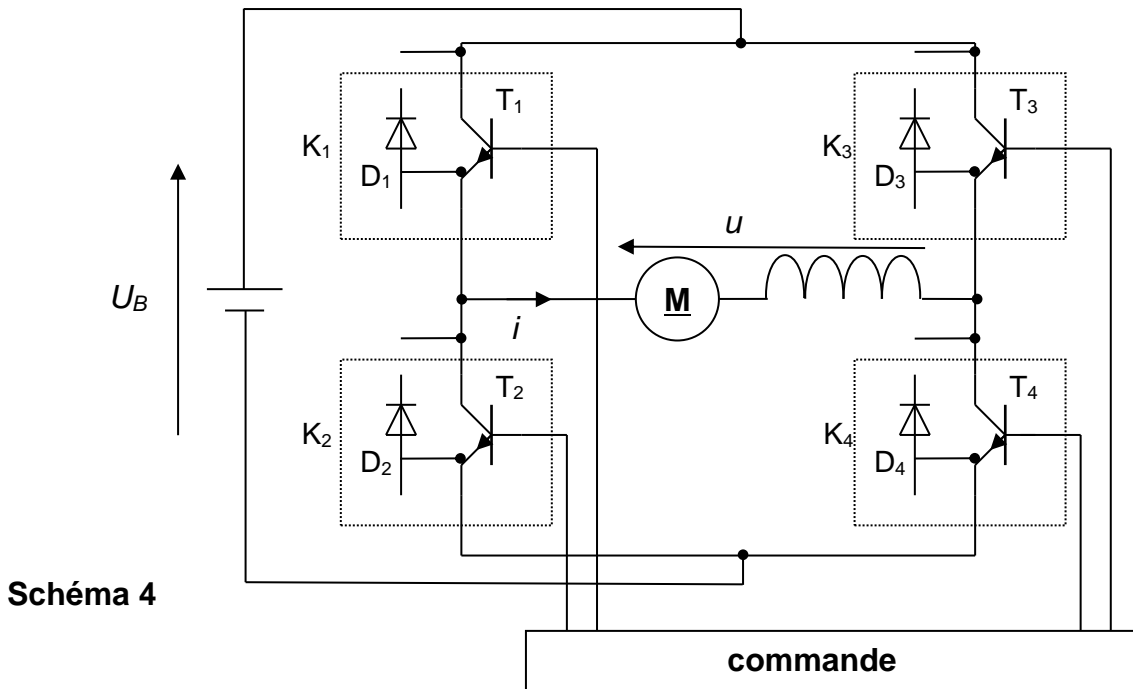 T1
T3
K1
K3
D1
D3
u
UB
M
i
T2
T4
K2
K4
D2
D4
Schéma 4
commande